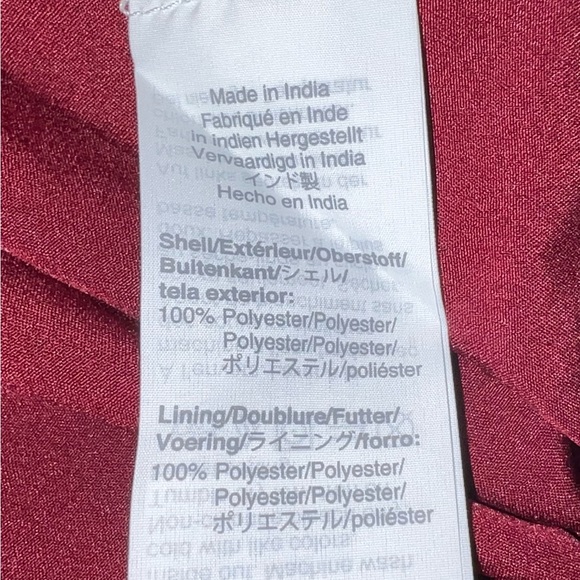 Made in India
Fabriqué en Inde
In indien Hergestellt
Vervaardigd in India
インド製
Hecho en India
Shell/Extérieur/Oberstoff/
Buitenkant/シェル/
tela exterior:
100% Polyester/Polyester/
Polyester/Polyester/
ポリエステル/poliéster
Lining/Doublure/Futter/
Voering/ライニング/forro:
100% Polyester/Polyester/
Polyester/Polyester/
ポリエステル/poliéster